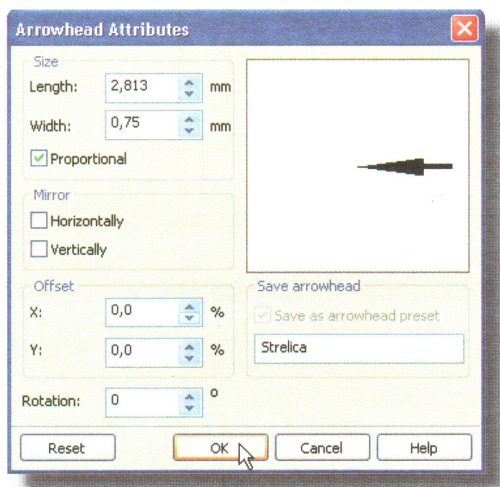 Arrowhead Attributes
Size
Length: 2,813 mm
Width: 0,75 mm
Proportional
Mirror
Horizontally
Vertically
Offset
X: 0,0 %
Y: 0,0 %
Save arrowhead
Save as arrowhead preset
Strelica
Rotation: 0 °
Reset OK Cancel Help